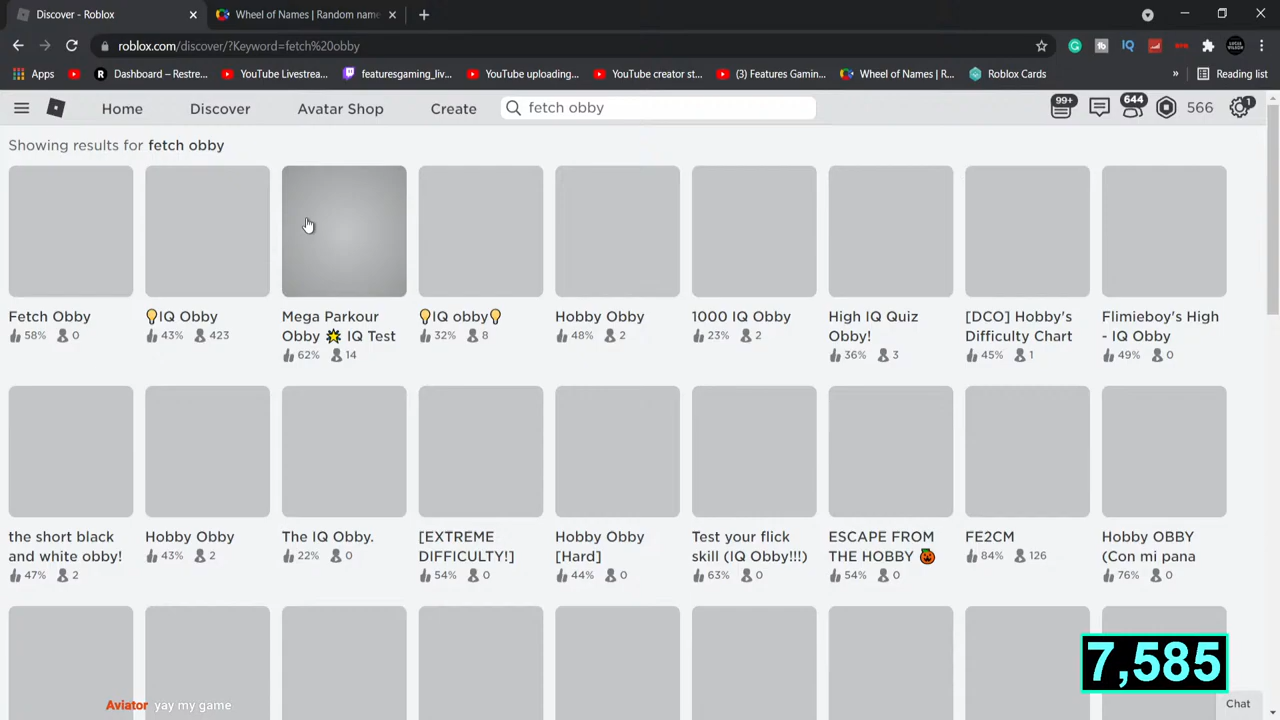 Discover - Roblox
Wheel of Names | Random name
roblox.com/discover/?Keyword=fetch%20obby
Apps
Dashboard – Restre...
YouTube Livestrea...
featuresgaming_liv...
YouTube uploading...
YouTube creator st...
(3) Features Gamin...
Wheel of Names | R...
Roblox Cards
»
Reading list
Home
Discover
Avatar Shop
Create
fetch obby
99+
644
566
1
Showing results for fetch obby
Fetch Obby
58% 0
💡IQ Obby
43% 423
Mega Parkour
Obby 🌟 IQ Test
62% 14
💡IQ obby💡
32% 8
Hobby Obby
48% 2
1000 IQ Obby
23% 2
High IQ Quiz
Obby!
36% 3
[DCO] Hobby's
Difficulty Chart
45% 1
Flimieboy's High
- IQ Obby
49% 0
the short black
and white obby!
47% 2
Hobby Obby
43% 2
The IQ Obby.
22% 0
[EXTREME
DIFFICULTY!]
54% 0
Hobby Obby
[Hard]
44% 0
Test your flick
skill (IQ Obby!!!)
63% 0
ESCAPE FROM
THE HOBBY 🎃
54% 0
FE2CM
84% 126
Hobby OBBY
(Con mi pana
76% 0
7,585
Aviator yay my game
Chat